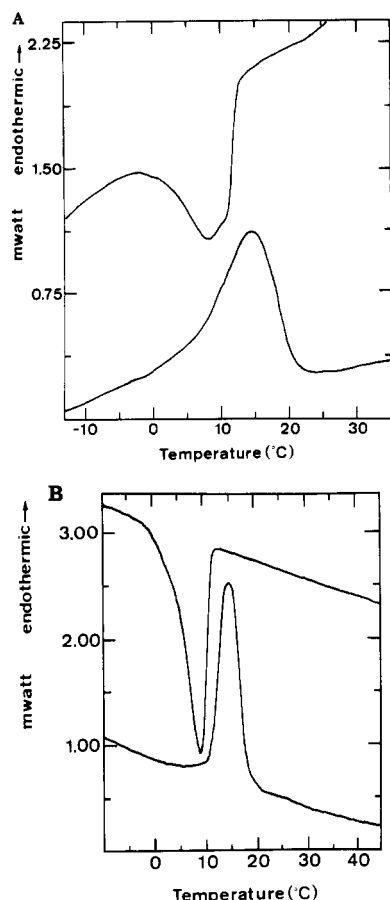 A
mwatt endothermic →
2.25
1.50
0.75
-10 0 10 20 30
Temperature (°C)
B
mwatt endothermic →
3.00
2.00
1.00
0 10 20 30 40
Temperature (°C)